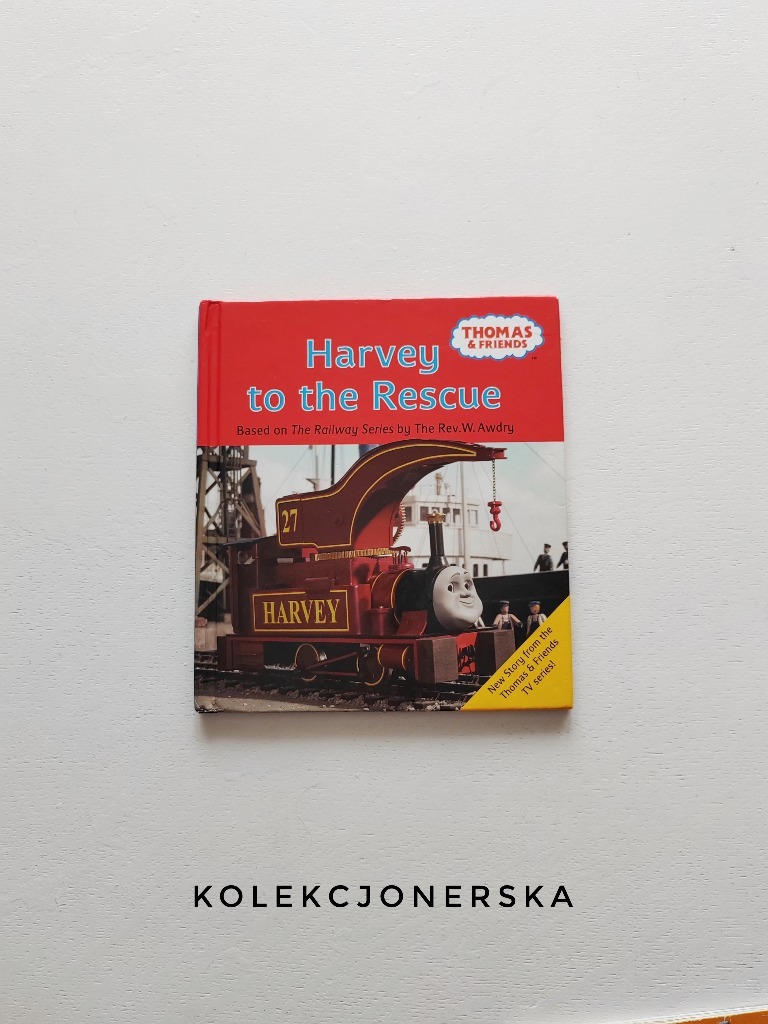 THOMAS
& FRIENDS
™
Harvey
to the Rescue
Based on The Railway Series by The Rev. W. Awdry
27
HARVEY
New Story from the
Thomas & Friends
TV series!
KOLEKCJONERSKA